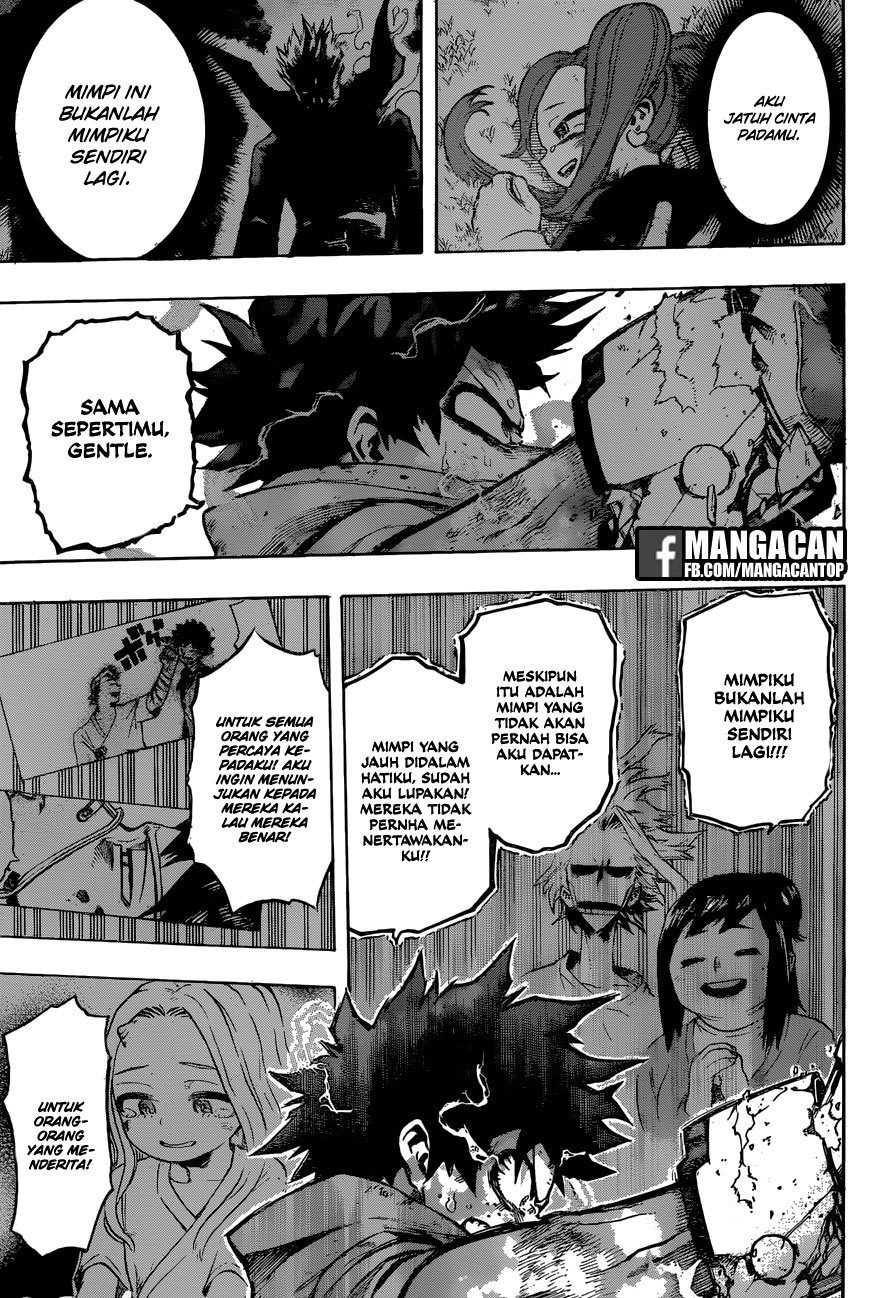 AKU
JATUH CINTA
PADAMU.
MIMPI INI
BUKANLAH
MIMPIKU
SENDIRI
LAGI.
SAMA
SEPERTIMU,
GENTLE.
MANGACAN
FB.COM/MANGACANTOP
MIMPIKU
BUKANLAH
MIMPIKU
SENDIRI
LAGI!!!
MESKIPUN
ITU ADALAH
MIMPI YANG
TIDAK AKAN
PERNAH BISA
AKU DAPAT-
KAN...
MIMPI YANG
JAUH DIDALAM
HATIKU, SUDAH
AKU LUPAKAN!
MEREKA TIDAK
PERNHA ME-
NERTAWAKAN-
KU!!
UNTUK SEMUA
ORANG YANG
PERCAYA KE-
PADAKU! AKU
INGIN MENUN-
JUKAN KEPADA
MEREKA KA-
LAU MEREKA
BENAR!
UNTUK
ORANG-
ORANG
YANG ME-
DERITA!